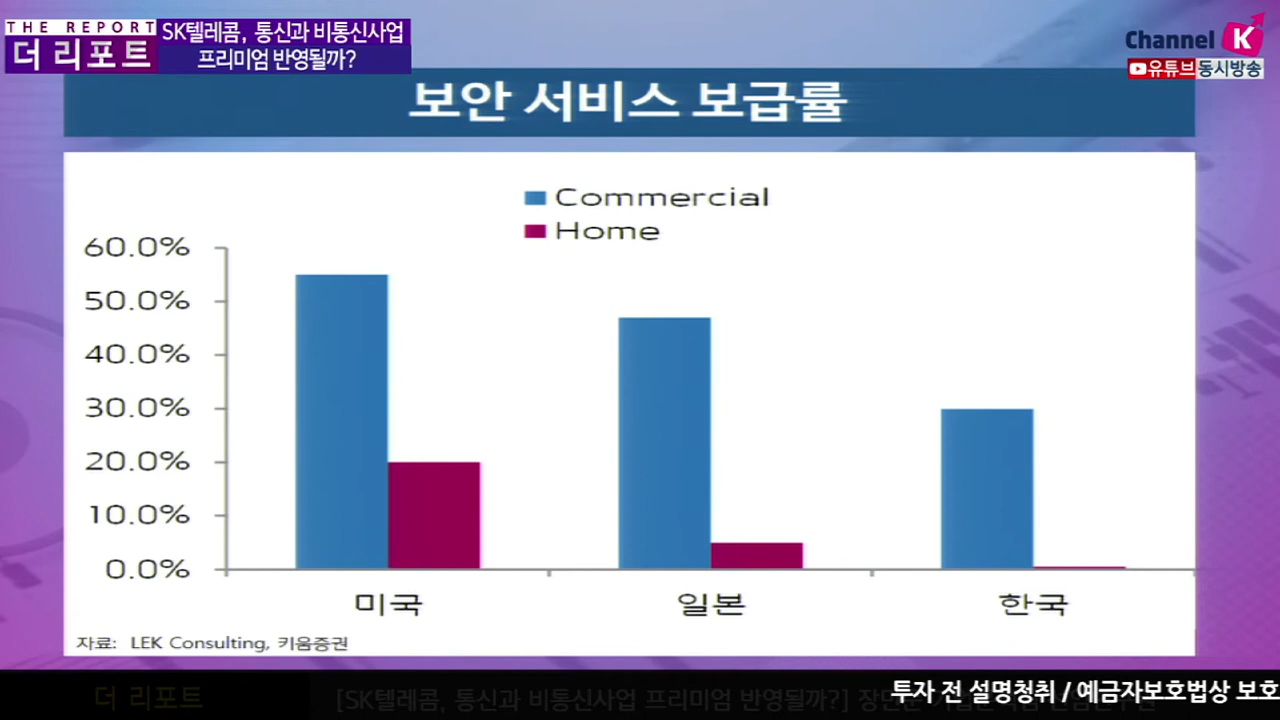 THE REPORT
더 리포트
SK텔레콤, 통신과 비통신사업
프리미엄 반영될까?
Channel K
유튜브 동시방송
보안 서비스 보급률
Commercial
Home
60.0%
50.0%
40.0%
30.0%
20.0%
10.0%
0.0%
미국 일본 한국
자료: LEK Consulting, 키움증권
더 리포트
[SK텔레콤, 통신과 비통신사업 프리미엄 반영될까?]
투자 전 설명청취 / 예금자보호법상 보호